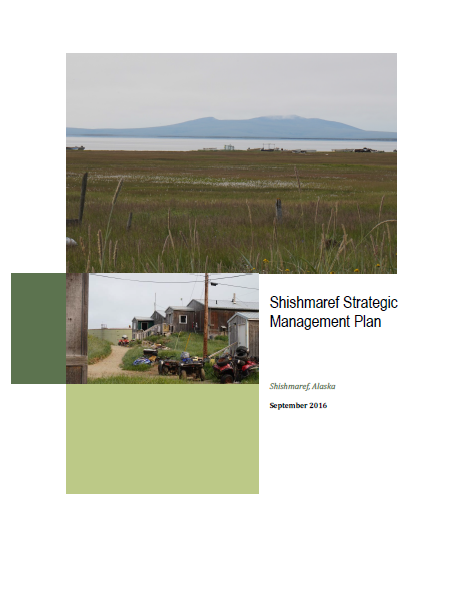 Shishmaref Strategic
Management Plan
Shishmaref, Alaska
September 2016